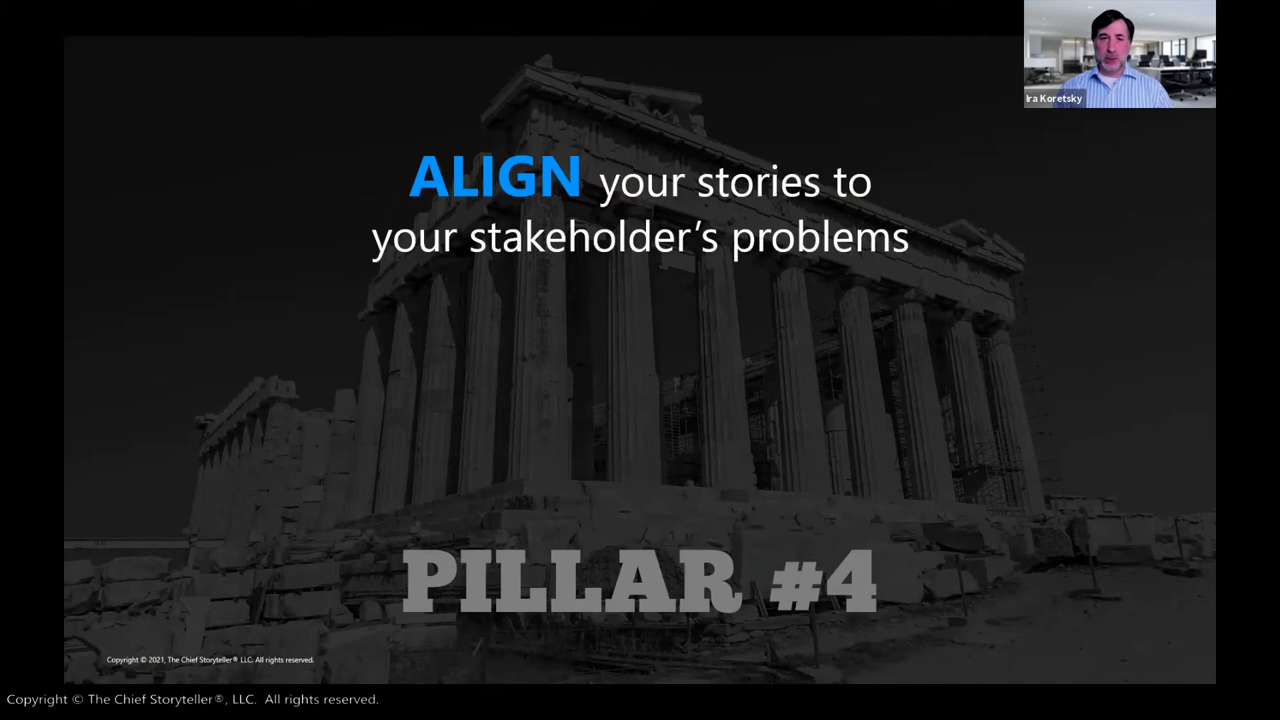 Ira Koretsky
ALIGN your stories to
your stakeholder’s problems
PILLAR #4
Copyright © 2021, The Chief Storyteller® LLC. All rights reserved.
Copyright © The Chief Storyteller®, LLC. All rights reserved.